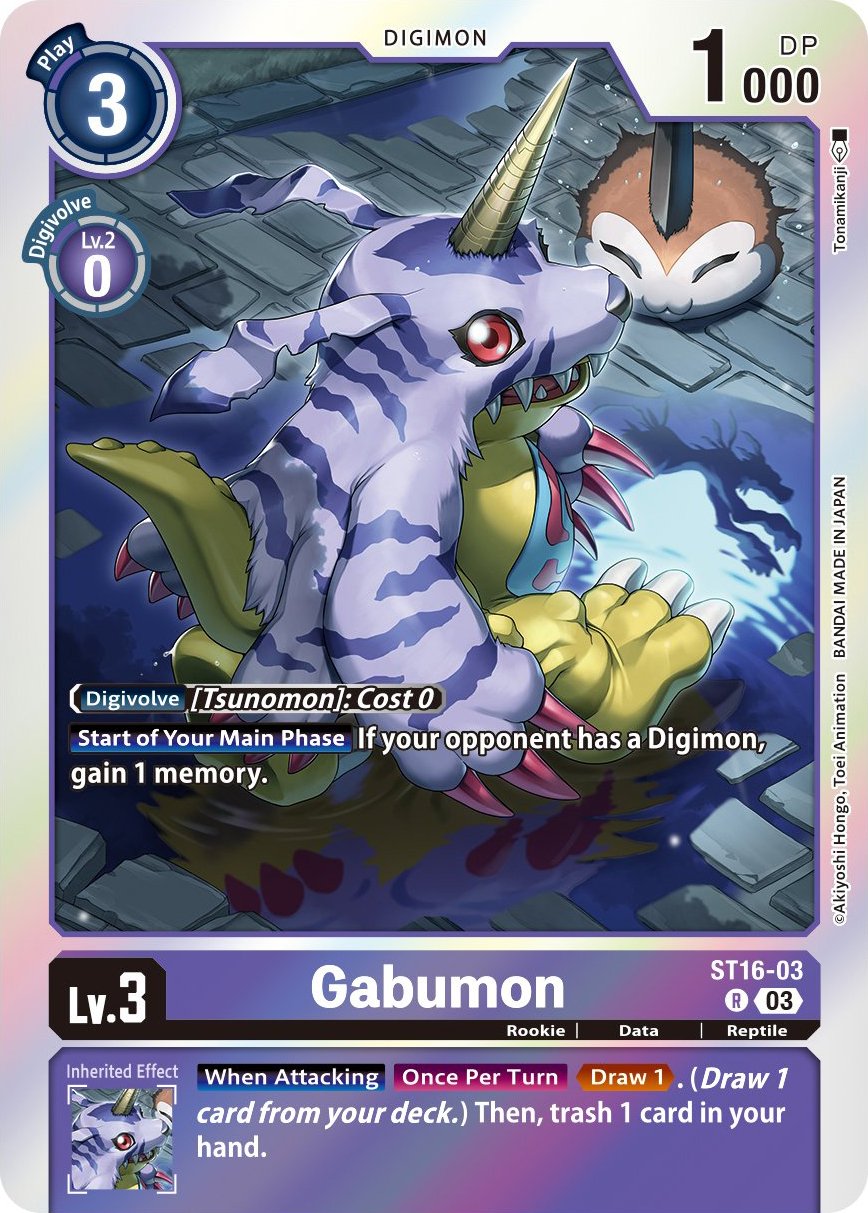 DIGIMON
Play
3
DP
1000
Digivolve
Lv.2
0
Tonamikanji
[Digivolve] [Tsunomon]: Cost 0
Start of Your Main Phase If your opponent has a Digimon,
gain 1 memory.
©Akiyoshi Hongo, Toei Animation BANDAI MADE IN JAPAN
Lv.3
Gabumon
ST16-03
R 03
Rookie | Data | Reptile
Inherited Effect
When Attacking Once Per Turn Draw 1 . (Draw 1
card from your deck.) Then, trash 1 card in your
hand.